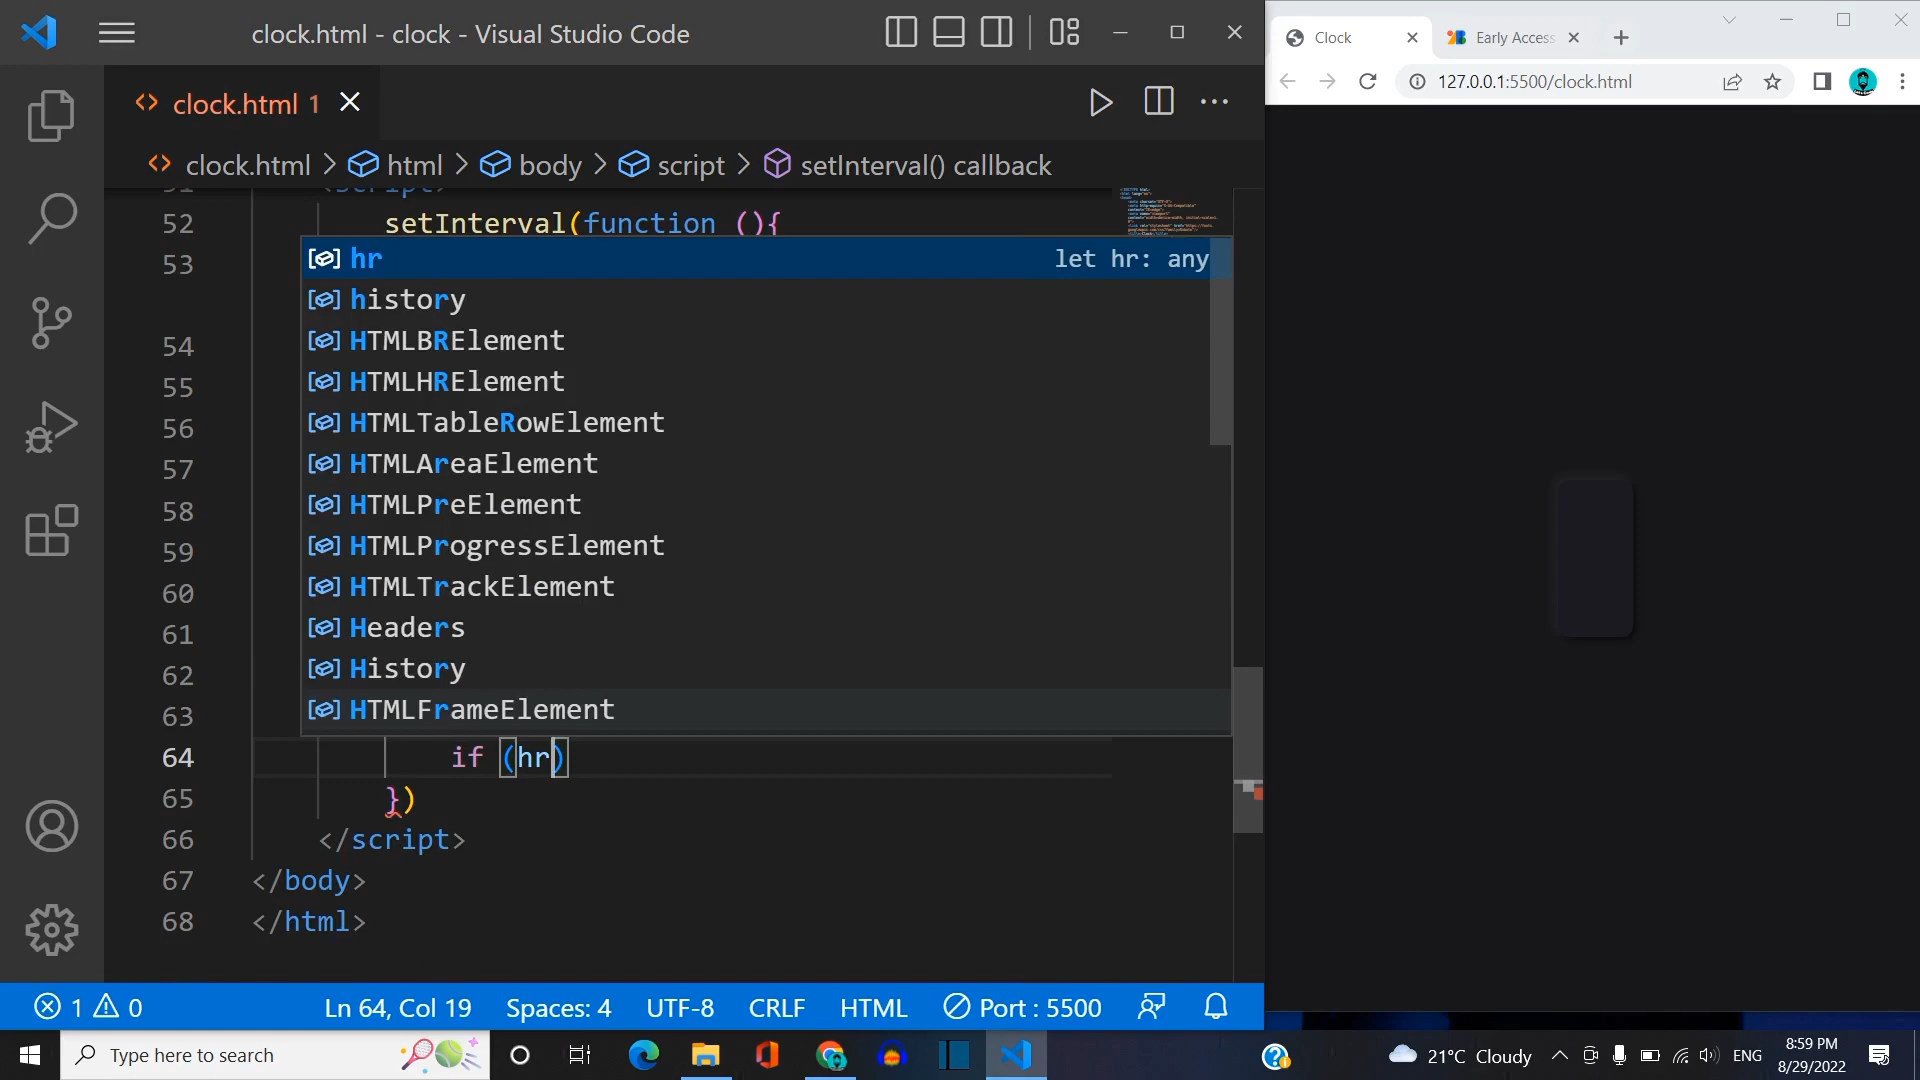 clock.html - clock - Visual Studio Code
clock.html 1
clock.html > html > body > script > setInterval() callback
52 setInterval(function (){
53
54
55
56
57
58
59
60
61
62
63
hr let hr: any
history
HTMLBRElement
HTMLHRElement
HTMLTableRowElement
HTMLAreaElement
HTMLPreElement
HTMLProgressElement
HTMLTrackElement
Headers
History
HTMLFrameElement
64 if (hr)
65 })
66 </script>
67 </body>
68 </html>
1 0 Ln 64, Col 19 Spaces: 4 UTF-8 CRLF HTML Port : 5500
Clock
Early Access
127.0.0.1:5500/clock.html
Type here to search
21°C Cloudy
ENG
8:59 PM
8/29/2022